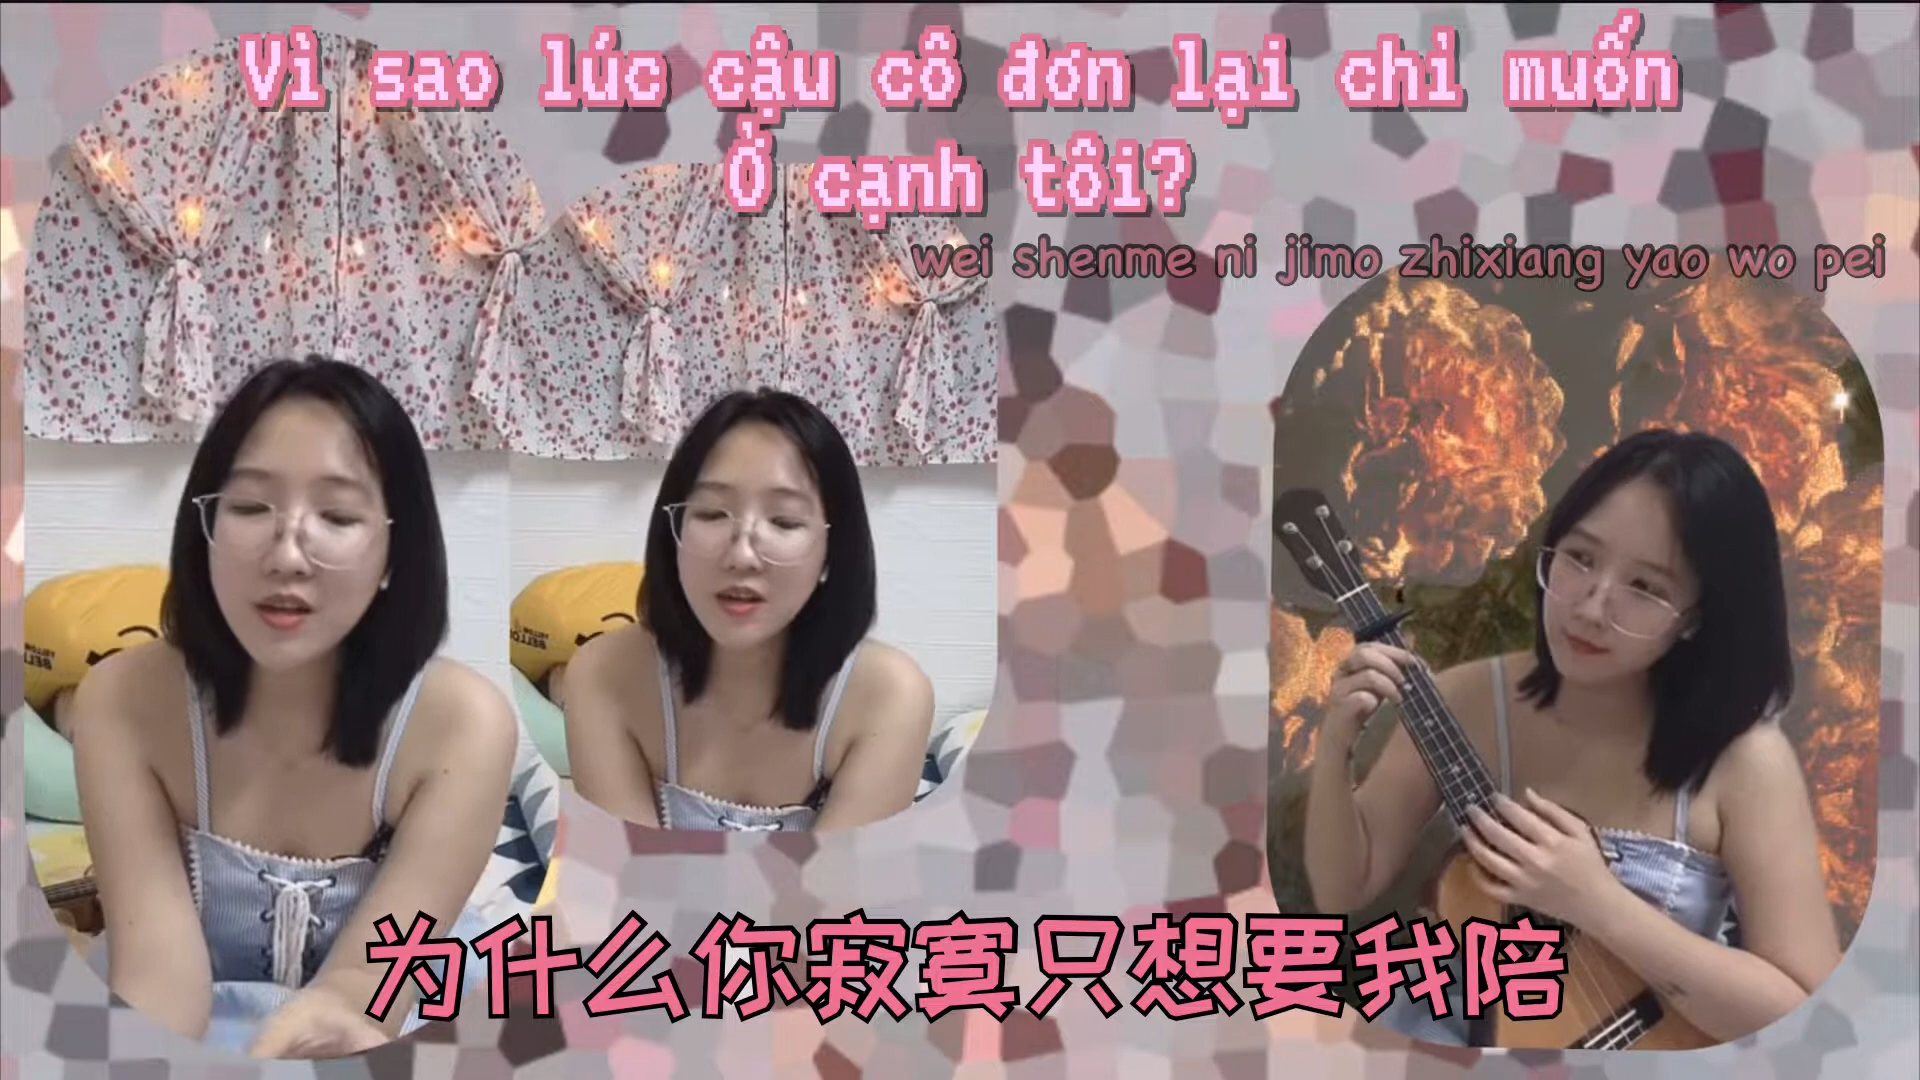 Vì sao lúc cậu cô đơn lại chỉ muốn
Ở cạnh tôi?
wei shenme ni jimo zhixiang yao wo pei
为什么你寂寞只想要我陪